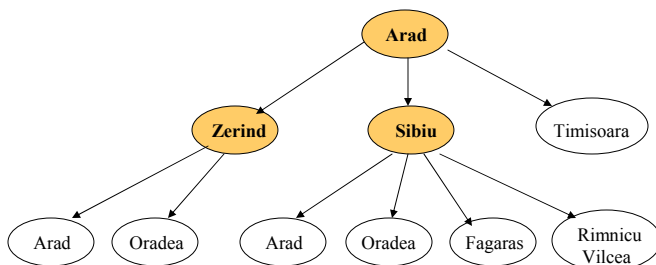 Arad
Zerind
Sibiu
Timisoara
Arad
Oradea
Arad
Oradea
Fagaras
Rimnicu
Vilcea